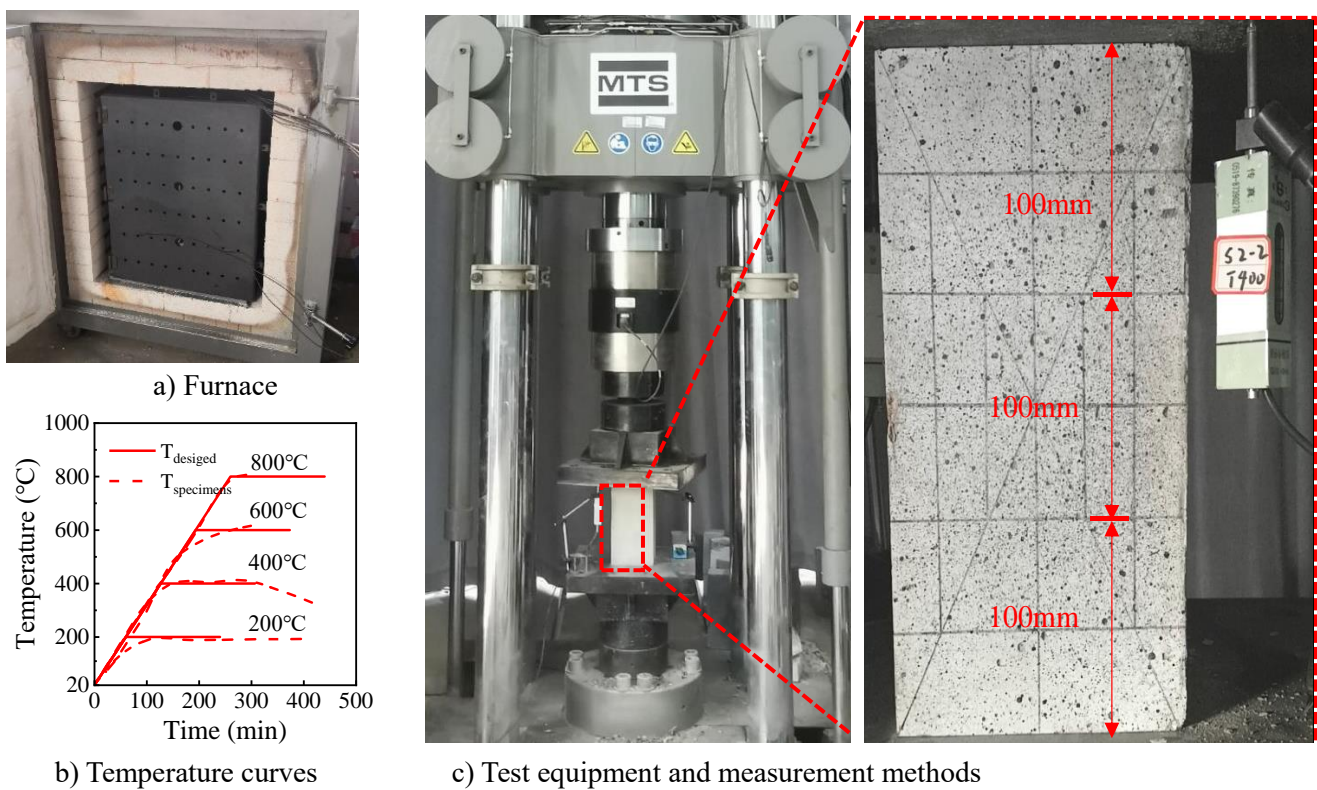 a) Furnace
1000
800
600
400
200
20
0
100
200
300
400
500
Temperature (°C)
Time (min)
T_desiged
T_specimens
800°C
600°C
400°C
200°C
b) Temperature curves
MTS
100mm
100mm
100mm
S2-2
T400
c) Test equipment and measurement methods